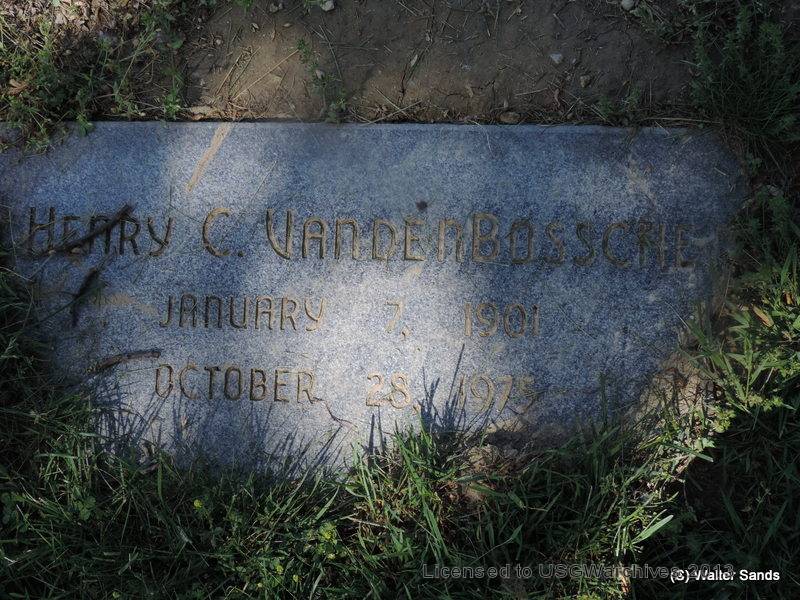 Henry C. VandenBossche
January 7, 1901
October 28, 1975
Licensed to USGWarchives 2013
(S) Walter Sands